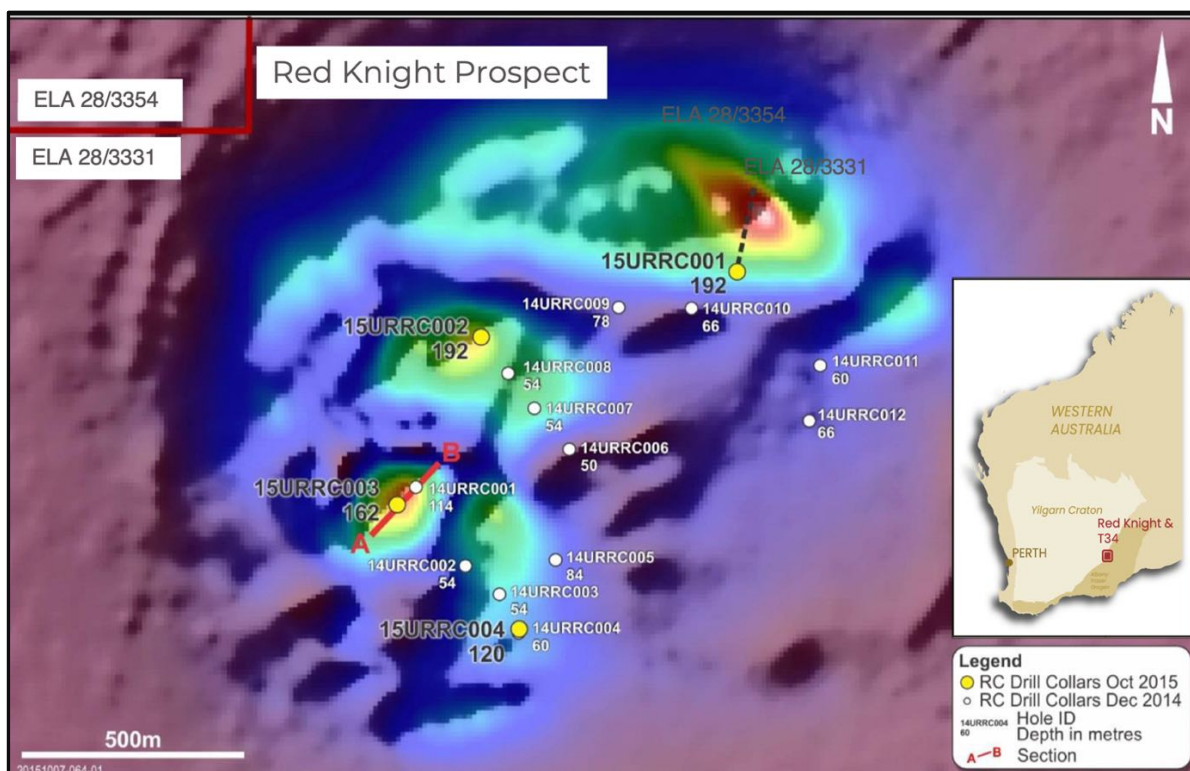 Red Knight Prospect
ELA 28/3354
ELA 28/3331
ELA 28/3354
ELA 28/3331
N
15URRC001
192
14URRC009
78
14URRC010
66
15URRC002
192
14URRC008
54
14URRC011
60
14URRC007
54
14URRC012
66
14URRC006
50
B
15URRC003
162
14URRC001
114
A
14URRC002
54
14URRC005
84
14URRC003
54
15URRC004
120
14URRC004
60
WESTERN
AUSTRALIA
Yilgarn Craton
Red Knight &
T34
PERTH
Legend
RC Drill Collars Oct 2015
RC Drill Collars Dec 2014
14URRC004
60
Hole ID
Depth in metres
A B Section
500m